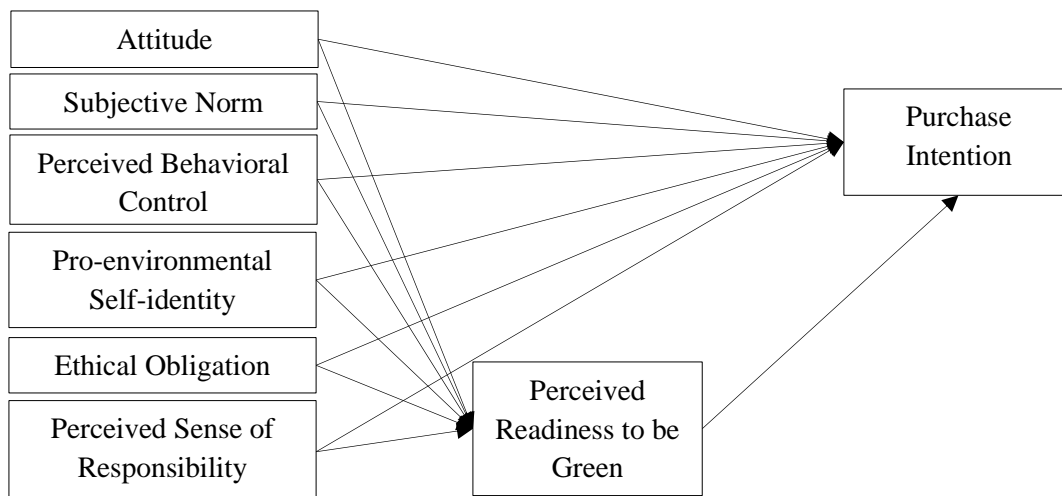 Attitude
Subjective Norm
Perceived Behavioral
Control
Pro-environmental
Self-identity
Ethical Obligation
Perceived Sense of
Responsibility
Perceived
Readiness to be
Green
Purchase
Intention